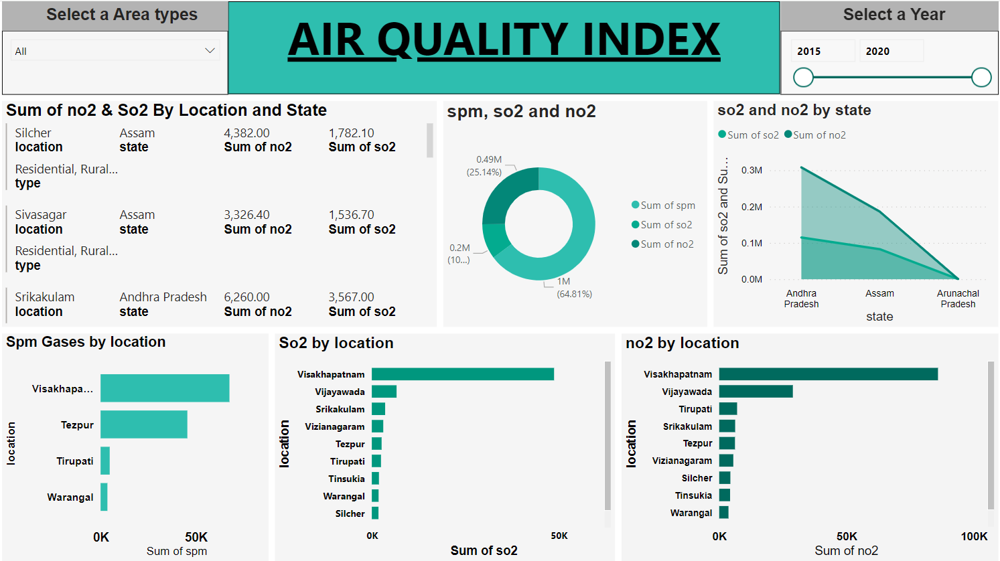 Select a Area types
All
AIR QUALITY INDEX
Select a Year
2015 2020
Sum of no2 & So2 By Location and State
Silcher Assam 4,382.00 1,782.10
location state Sum of no2 Sum of so2
Residential, Rural...
type
Sivasagar Assam 3,326.40 1,536.70
location state Sum of no2 Sum of so2
Residential, Rural...
type
Srikakulam Andhra Pradesh 6,260.00 3,567.00
location state Sum of no2 Sum of so2
spm, so2 and no2
0.49M
(25.14%)
0.2M
(10...)
1M
(64.81%)
Sum of spm
Sum of so2
Sum of no2
so2 and no2 by state
Sum of so2 Sum of no2
Sum of so2 and Su...
0.3M
0.2M
0.1M
0.0M
Andhra Pradesh
Assam
Arunachal Pradesh
state
Spm Gases by location
location
Visakhapa...
Tezpur
Tirupati
Warangal
0K 50K
Sum of spm
So2 by location
location
Visakhapatnam
Vijayawada
Srikakulam
Vizianagaram
Tezpur
Tirupati
Tinsukia
Warangal
Silcher
0K 50K
Sum of so2
no2 by location
location
Visakhapatnam
Vijayawada
Tirupati
Srikakulam
Tezpur
Vizianagaram
Silcher
Tinsukia
Warangal
0K 50K 100K
Sum of no2